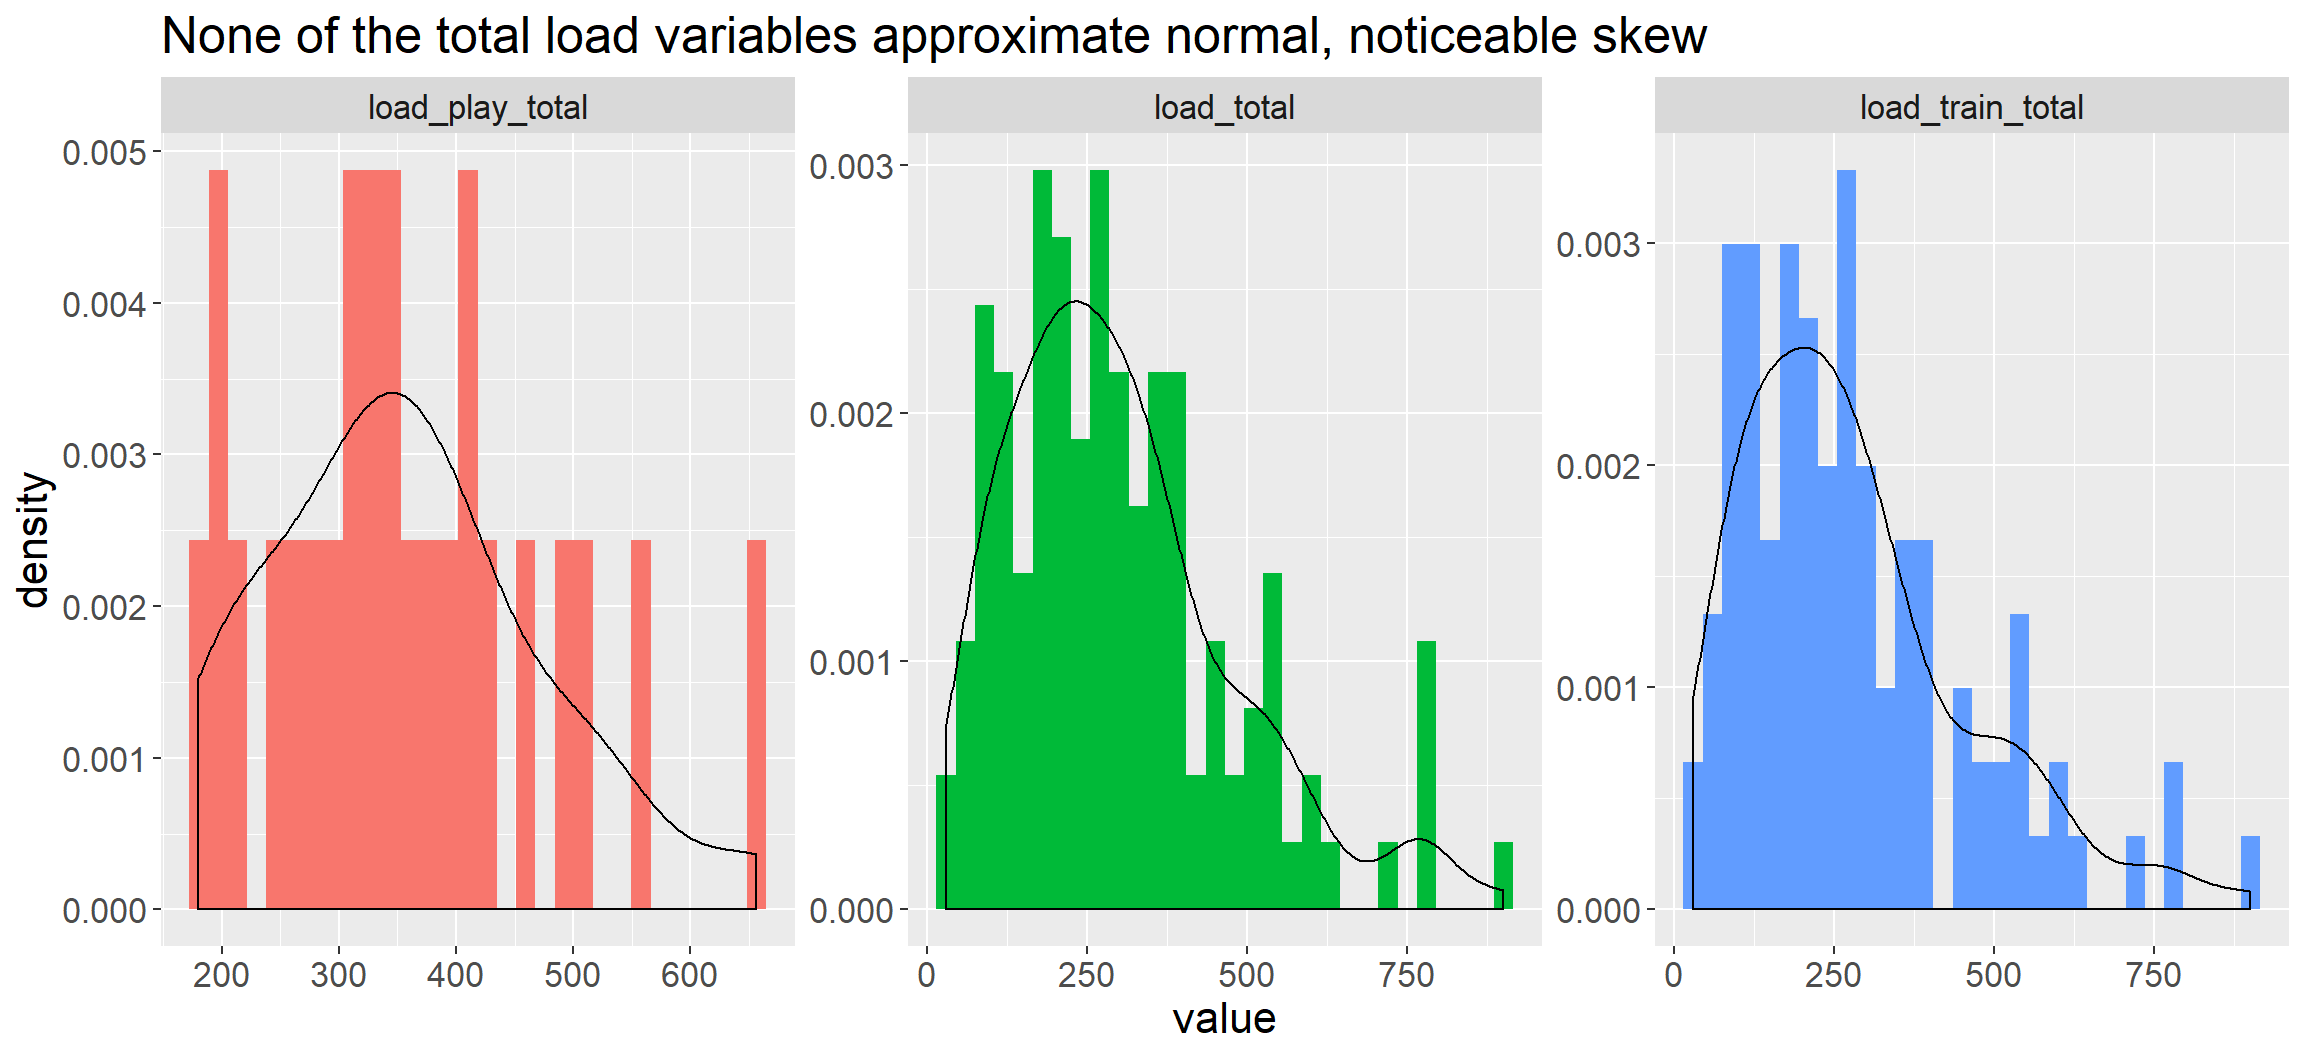 None of the total load variables approximate normal, noticeable skew
load_play_total
load_total
load_train_total
density
0.005
0.004
0.003
0.002
0.001
0.000
200 300 400 500 600
0.003
0.002
0.001
0.000
0 250 500 750
0.003
0.002
0.001
0.000
0 250 500 750
value